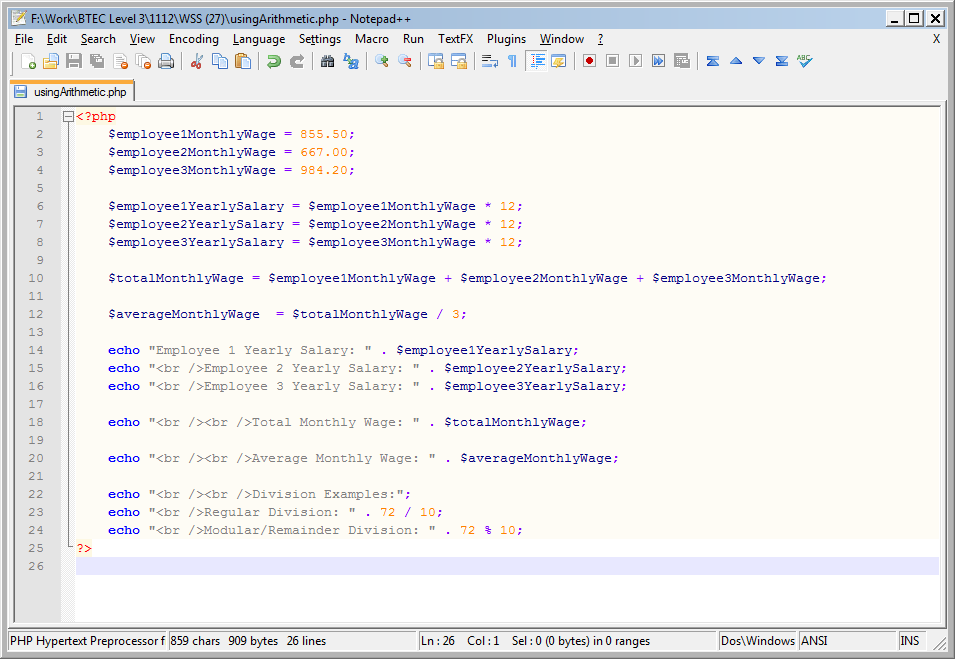 F:\Work\BTEC Level 3\1112\WSS (27)\usingArithmetic.php - Notepad++
File Edit Search View Encoding Language Settings Macro Run TextFX Plugins Window ? X
usingArithmetic.php
1 <?php
2 $employee1MonthlyWage = 855.50;
3 $employee2MonthlyWage = 667.00;
4 $employee3MonthlyWage = 984.20;
5
6 $employee1YearlySalary = $employee1MonthlyWage * 12;
7 $employee2YearlySalary = $employee2MonthlyWage * 12;
8 $employee3YearlySalary = $employee3MonthlyWage * 12;
9
10 $totalMonthlyWage = $employee1MonthlyWage + $employee2MonthlyWage + $employee3MonthlyWage;
11
12 $averageMonthlyWage  = $totalMonthlyWage / 3;
13
14 echo "Employee 1 Yearly Salary: " . $employee1YearlySalary;
15 echo "<br />Employee 2 Yearly Salary: " . $employee2YearlySalary;
16 echo "<br />Employee 3 Yearly Salary: " . $employee3YearlySalary;
17
18 echo "<br /><br />Total Monthly Wage: " . $totalMonthlyWage;
19
20 echo "<br /><br />Average Monthly Wage: " . $averageMonthlyWage;
21
22 echo "<br /><br />Division Examples:";
23 echo "<br />Regular Division: " . 72 / 10;
24 echo "<br />Modular/Remainder Division: " . 72 % 10;
25 ?>
26
PHP Hypertext Preprocessor f 859 chars 909 bytes 26 lines Ln : 26 Col : 1 Sel : 0 (0 bytes) in 0 ranges Dos\Windows ANSI INS